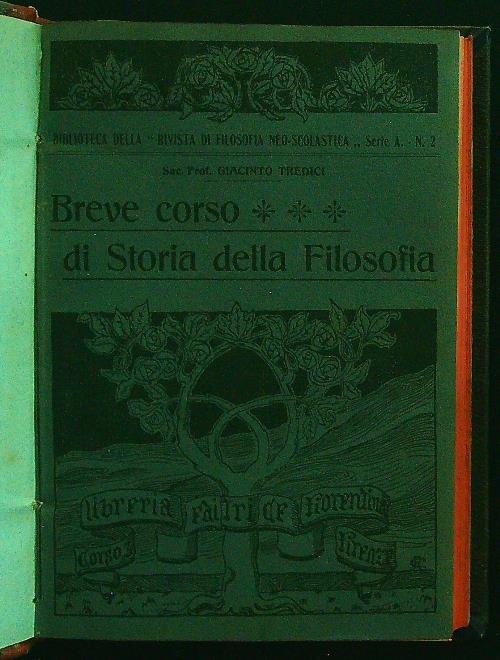 BIBLIOTECA DELLA " RIVISTA DI FILOSOFIA NEO-SCOLASTICA ,, Serie A. - N. 2
Sac. Prof. GIACINTO TREDICI
Breve corso
di Storia della Filosofia
Libreria Editrice Fiorentina
Corso Firenze